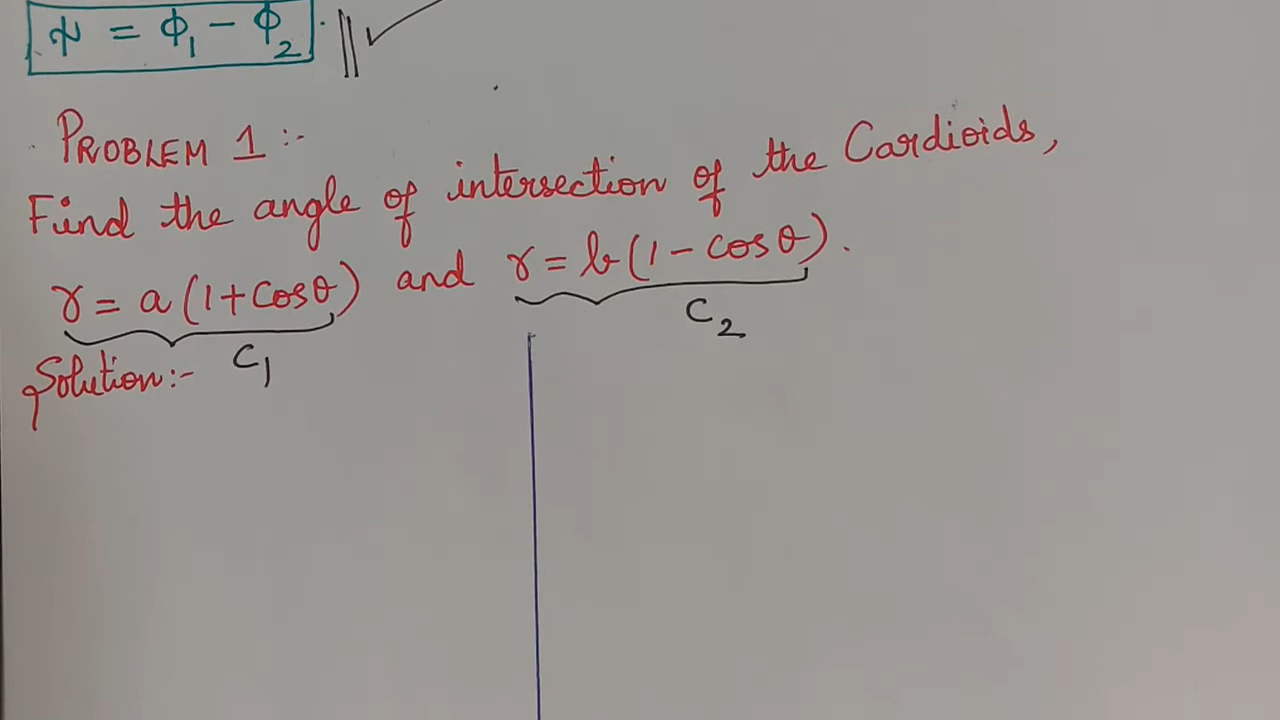 ψ = ϕ₁ - ϕ₂.
PROBLEM 1 :-
Find the angle of intersection of the Cardioids,
r = a (1+cosθ) and r = b (1 - cosθ).
C₁ C₂
Solution:-